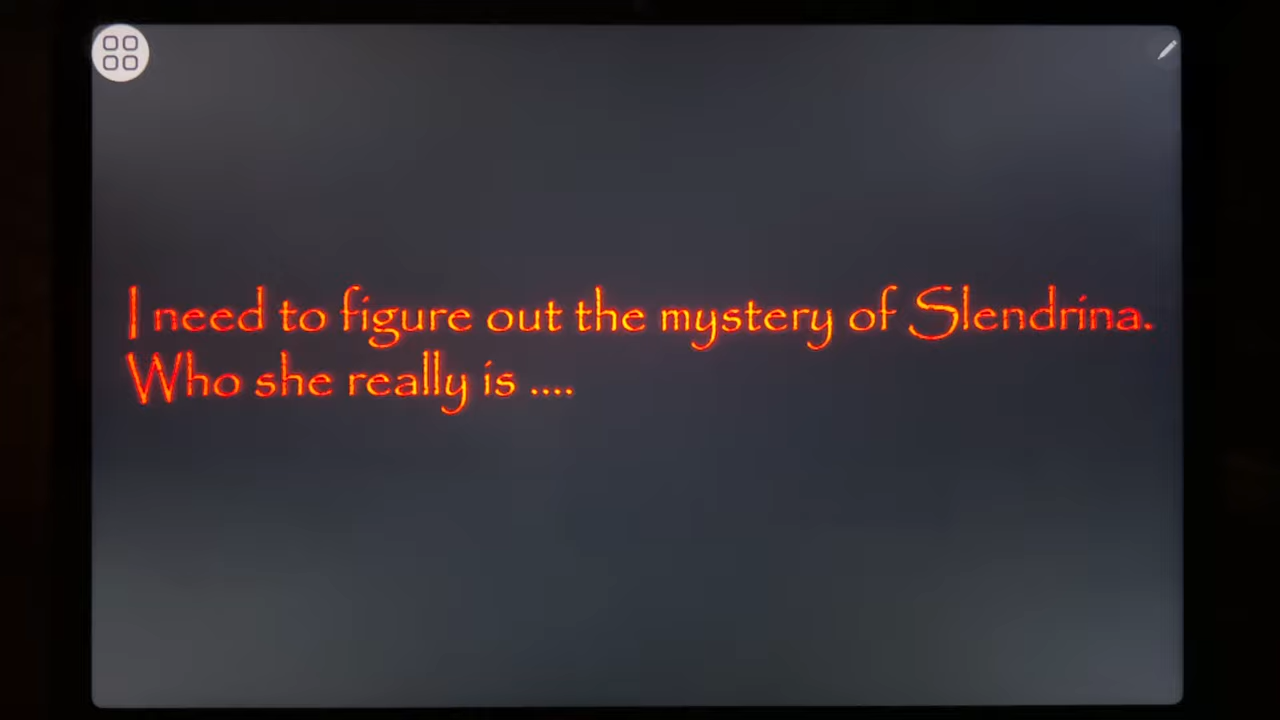 I need to figure out the mystery of Slendrina.
Who she really is ....